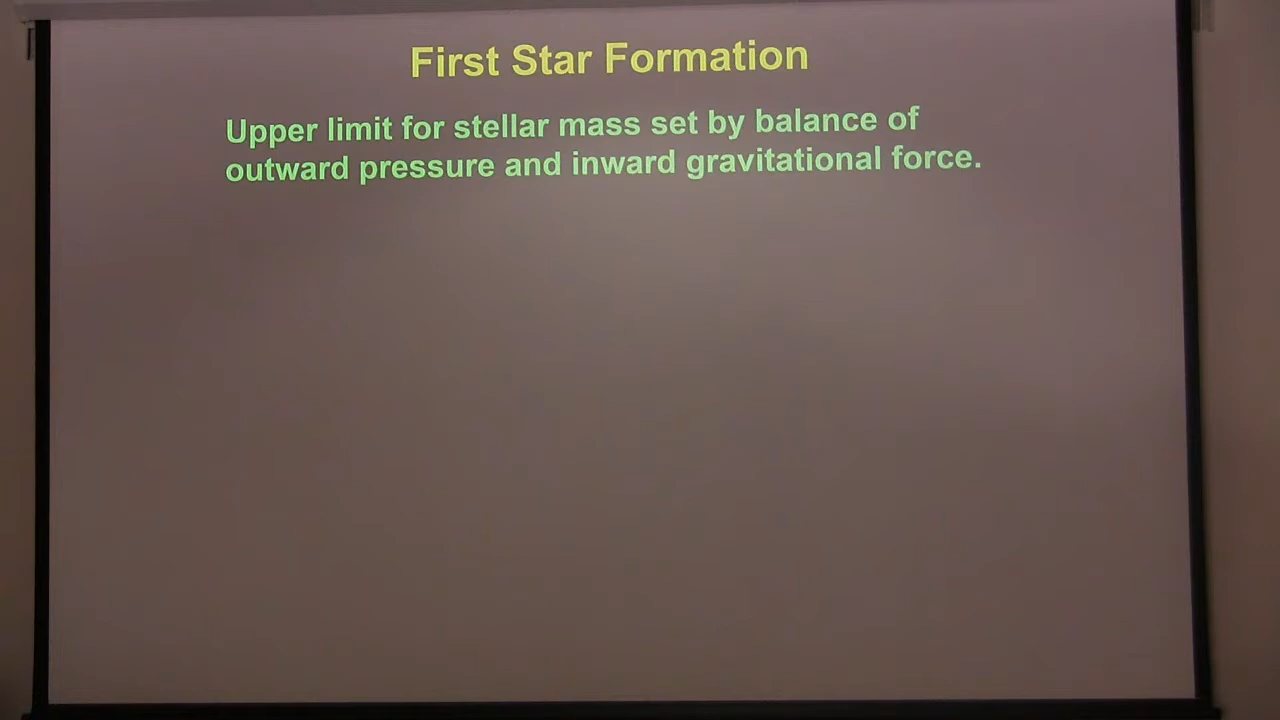 First Star Formation
Upper limit for stellar mass set by balance of
outward pressure and inward gravitational force.